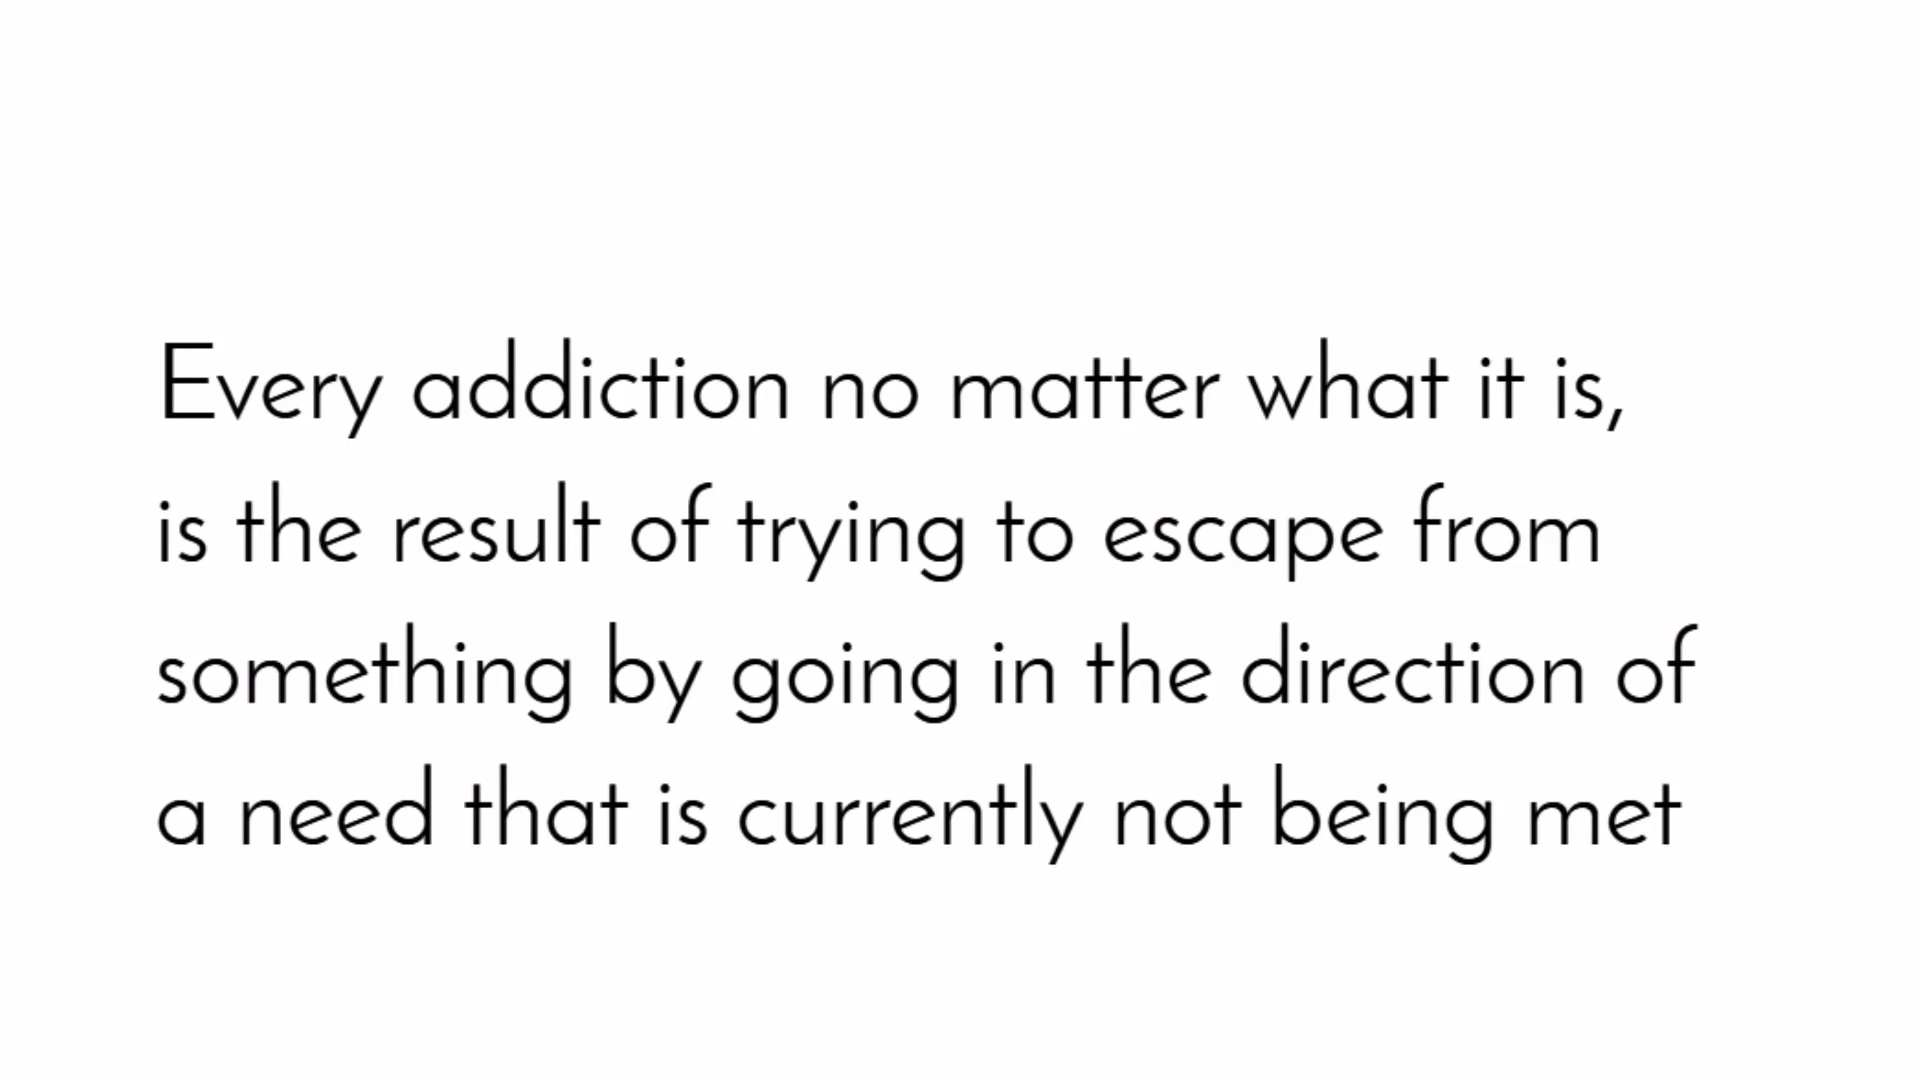 Every addiction no matter what it is,
is the result of trying to escape from
something by going in the direction of
a need that is currently not being met